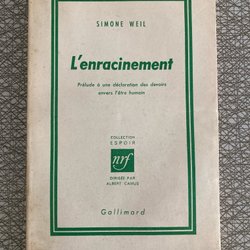 SIMONE WEIL
L'enracinement
Prélude à une déclaration des devoirs
envers l'être humain
COLLECTION
ESPOIR
nrf
DIRIGÉE PAR
ALBERT CAMUS
Gallimard